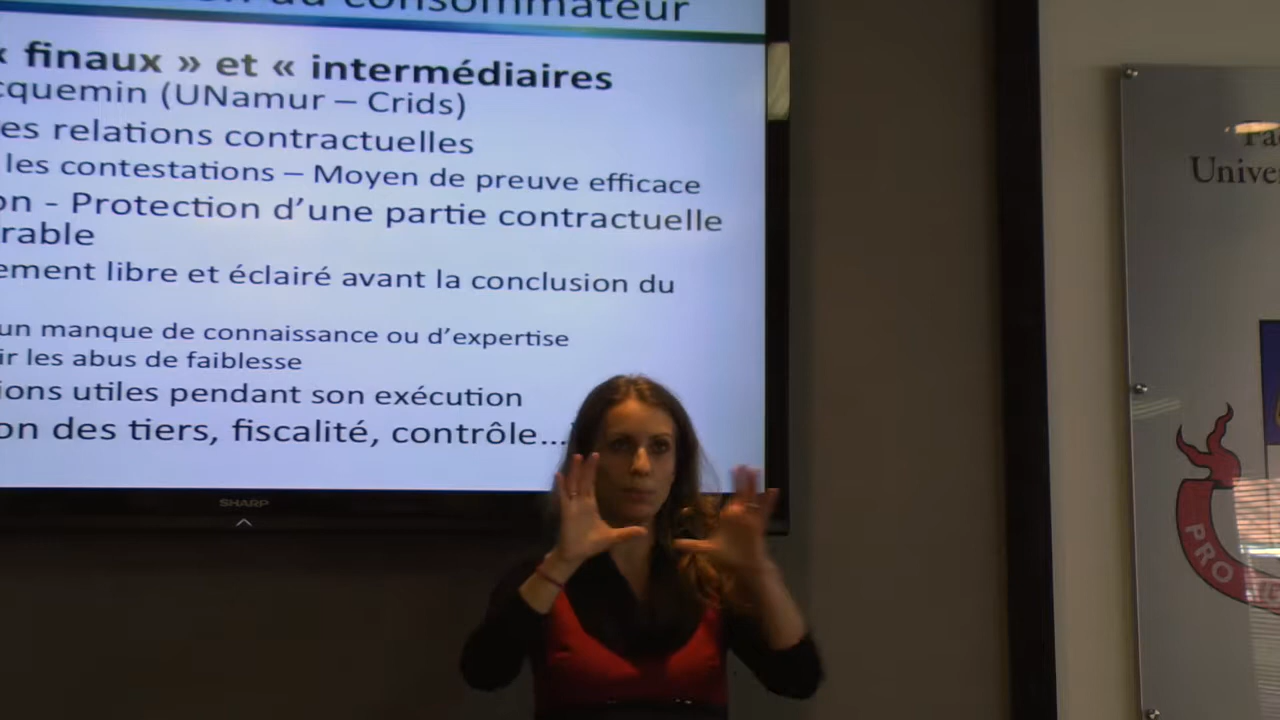 consommateur
« finaux » et « intermédiaires
cquemin (UNamur – Crids)
es relations contractuelles
les contestations – Moyen de preuve efficace
on - Protection d’une partie contractuelle
rable
ement libre et éclairé avant la conclusion du
un manque de connaissance ou d’expertise
ir les abus de faiblesse
ions utiles pendant son exécution
on des tiers, fiscalité, contrôle...
SHARP
Fac
Unive
PRO